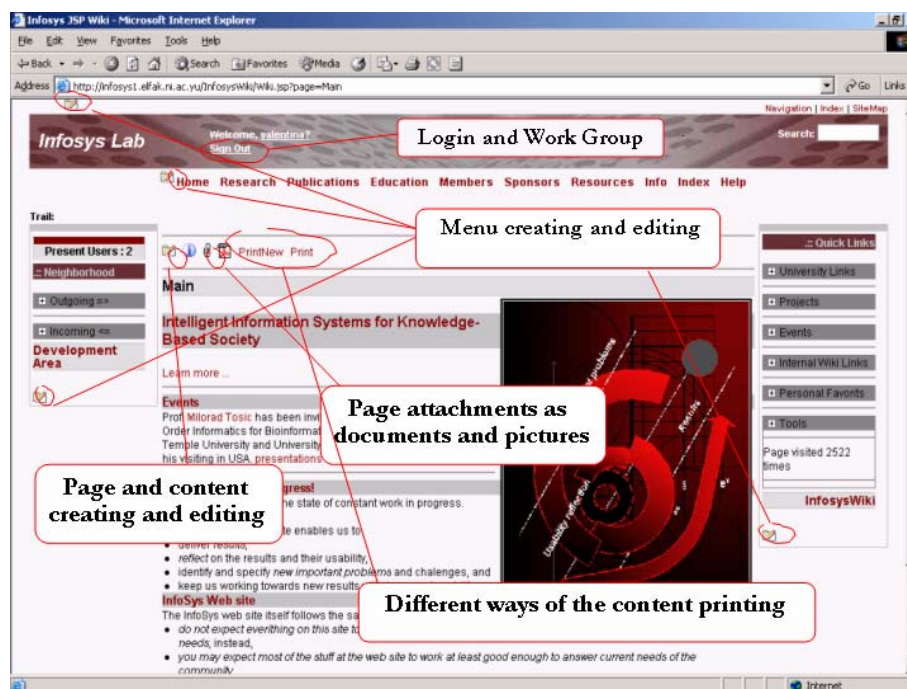 Infosys JSP Wiki - Microsoft Internet Explorer
File Edit View Favorites Tools Help
Back Search Favorites Media
Address http://infosys1.elfak.ni.ac.yu/InfosysWiki/Wiki.jsp?page=Main Go Links
Navigation | Index | SiteMap
Infosys Lab
Welcome, valentina?
Sign Out
Login and Work Group
Search:
Home Research Publications Education Members Sponsors Resources Info Index Help
Trail:
Menu creating and editing
Present Users : 2
.:: Neighborhood
Outgoing =>
Incoming <=
Development
Area
PrintNew Print
Main
Intelligent Information Systems for Knowledge-
Based Society
Learn more ...
Events
Prof. Milorad Tosic has been
Order Informatics for
Temple University and University
his visiting in USA. presentations
Page attachments as
documents and pictures
Page and content
creating and editing
the state of constant work in progress.
enables us to
deliver results,
reflect on the results and their usability,
identify and specify new important problems and chalenges, and
keep us working towards new results
InfoSys Web site
The InfoSys web site itself follows the
do not expect everithing on this site to
needs, instead,
you may expect most of the stuff at the web site to work at least good enough to answer current needs of the
community
Different ways of the content printing
problems
Results
Usability reflection
.:: Quick Links
University Links
Projects
Events
Internal Wiki Links
Personal Favorits
Tools
Page visited 2522
times
InfosysWiki
Internet